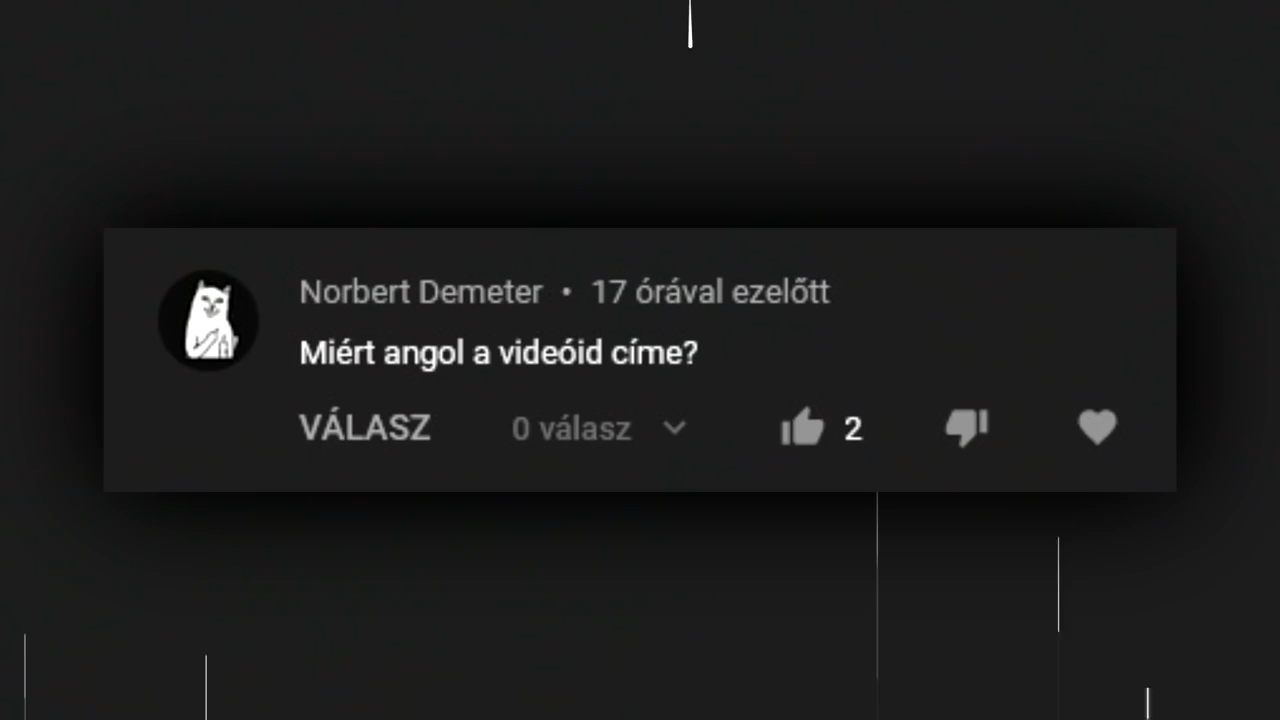 Norbert Demeter • 17 órával ezelőtt
Miért angol a videóid címe?
VÁLASZ 0 válasz 2